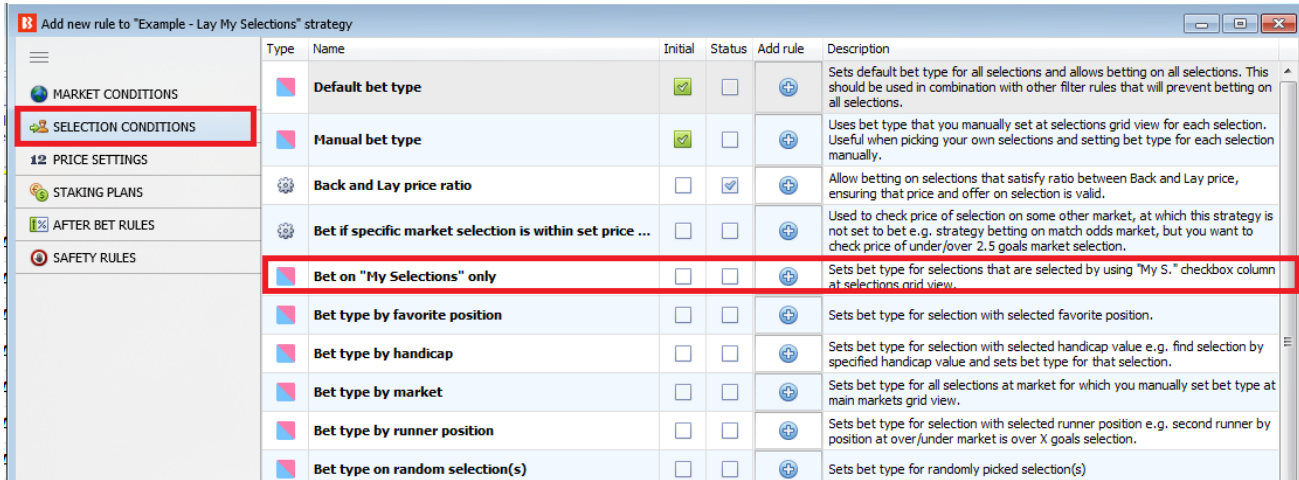 Add new rule to "Example - Lay My Selections" strategy
MARKET CONDITIONS
SELECTION CONDITIONS
12 PRICE SETTINGS
STAKING PLANS
AFTER BET RULES
SAFETY RULES
Type Name Initial Status Add rule Description
Default bet type
Sets default bet type for all selections and allows betting on all selections. This
should be used in combination with other filter rules that will prevent betting on
all selections.
Manual bet type
Uses bet type that you manually set at selections grid view for each selection.
Useful when picking your own selections and setting bet type for each selection
manually.
Back and Lay price ratio
Allow betting on selections that satisfy ratio between Back and Lay price,
ensuring that price and offer on selection is valid.
Bet if specific market selection is within set price ...
Used to check price of selection on some other market, at which this strategy is
not set to bet e.g. strategy betting on match odds market, but you want to
check price of under/over 2.5 goals market selection.
Bet on "My Selections" only
Sets bet type for selections that are selected by using "My S." checkbox column
at selections grid view.
Bet type by favorite position
Sets bet type for selection with selected favorite position.
Bet type by handicap
Sets bet type for selection with selected handicap value e.g. find selection by
specified handicap value and sets bet type for that selection.
Bet type by market
Sets bet type for all selections at market for which you manually set bet type at
main markets grid view.
Bet type by runner position
Sets bet type for selection with selected runner position e.g. second runner by
position at over/under market is over X goals selection.
Bet type on random selection(s)
Sets bet type for randomly picked selection(s)